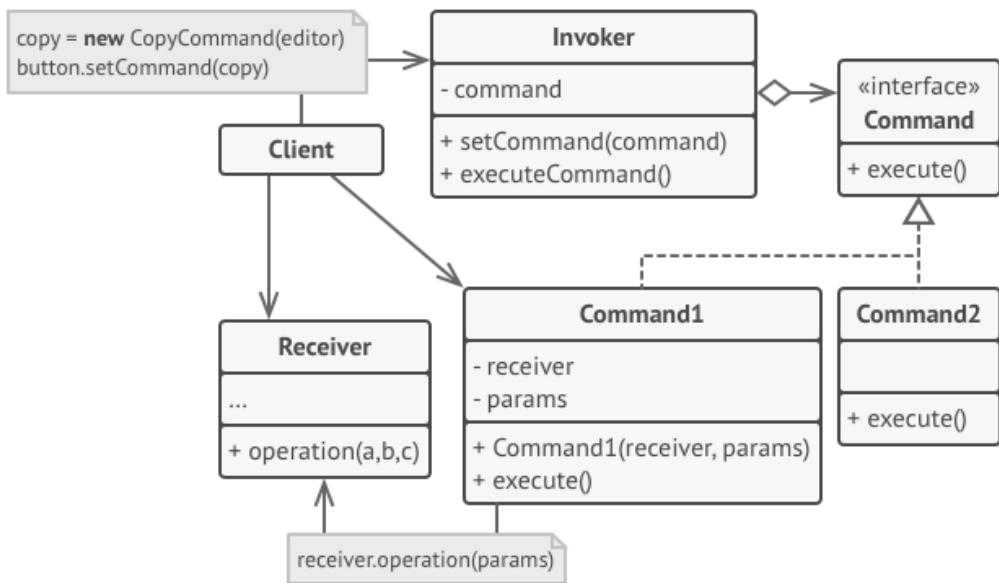 copy = new CopyCommand(editor)
button.setCommand(copy)
Client
Invoker
- command
+ setCommand(command)
+ executeCommand()
«interface»
Command
+ execute()
Receiver
...
+ operation(a,b,c)
Command1
- receiver
- params
+ Command1(receiver, params)
+ execute()
Command2
+ execute()
receiver.operation(params)